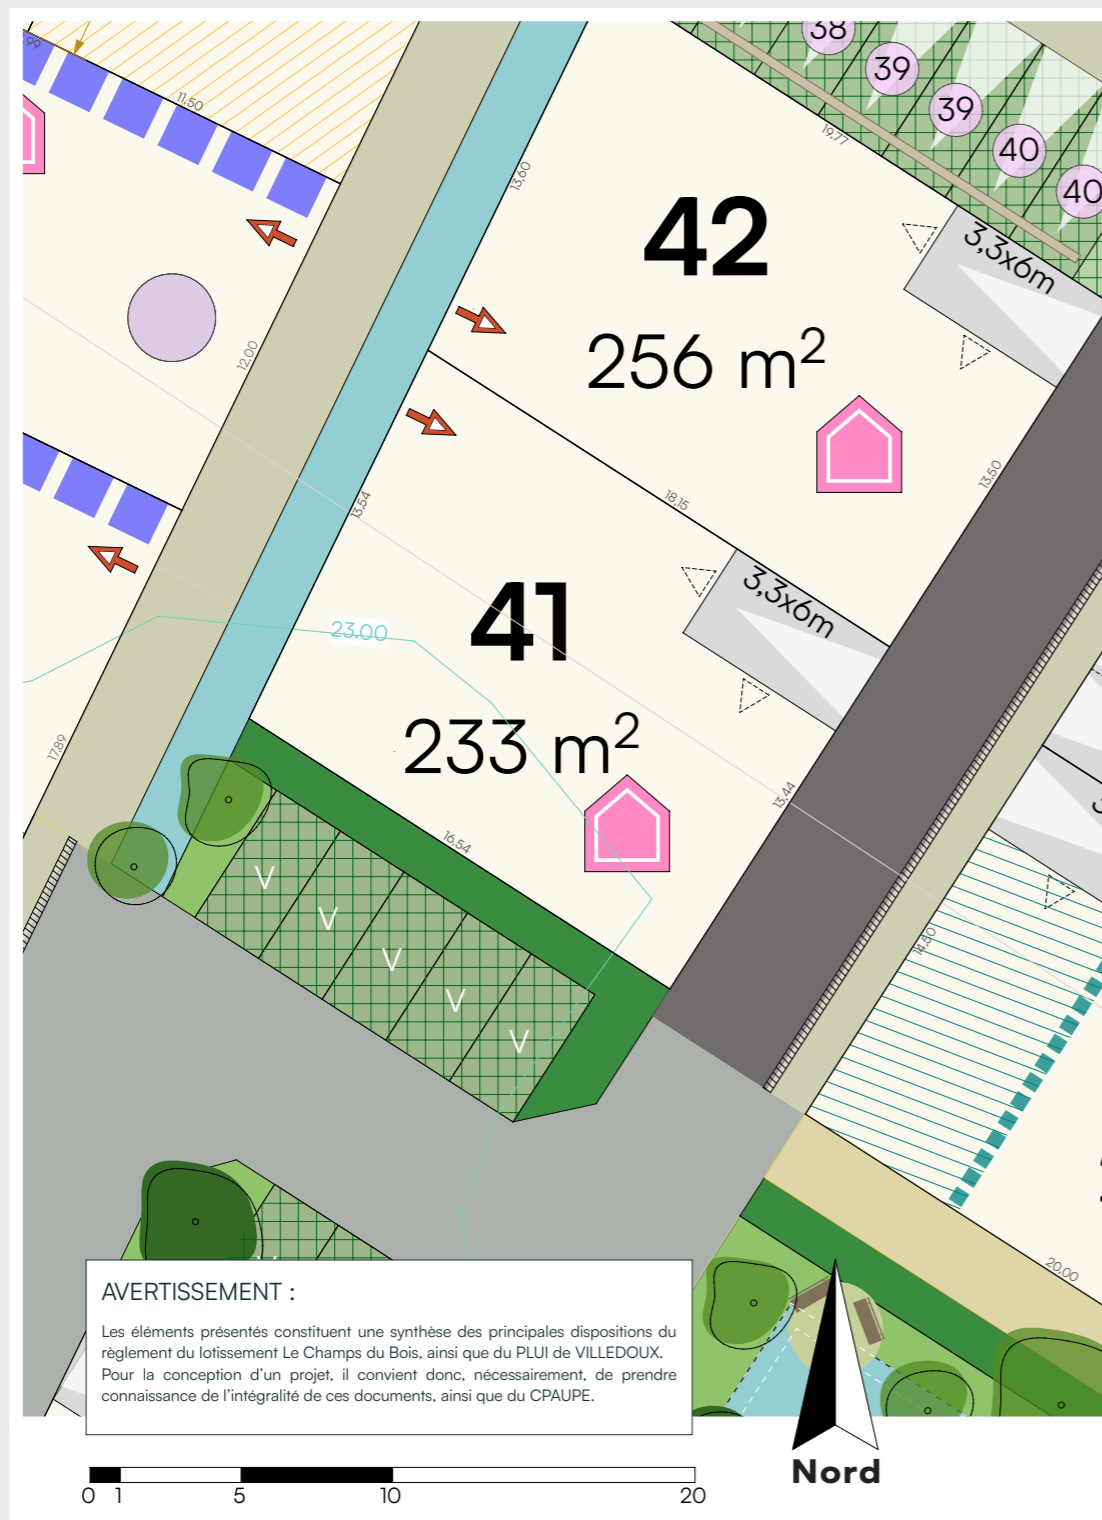 38
39
39
40
40
11,50
19,77
13,60
42
256 m²
3,3x6m
12,00
13,50
18,15
13,54
3,3x6m
41
23.00
233 m²
17,89
13,44
16,54
V
V
V
V
V
14,50
20,00
AVERTISSEMENT :
Les éléments présentés constituent une synthèse des principales dispositions du
règlement du lotissement Le Champs du Bois, ainsi que du PLUI de VILLEDOUX.
Pour la conception d'un projet, il convient donc, nécessairement, de prendre
connaissance de l'intégralité de ces documents, ainsi que du CPAUPE.
Nord
0 1 5 10 20